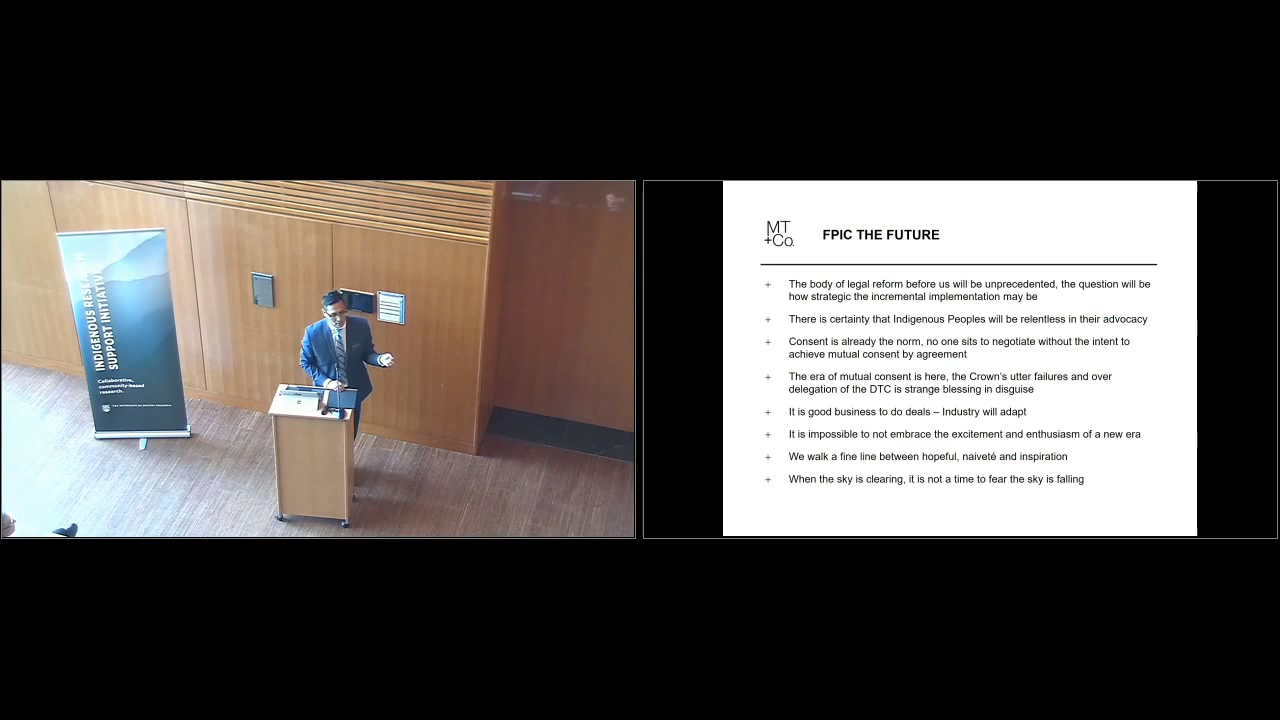 INDIGENOUS RESEARCH
SUPPORT INITIATIVE
Collaborative,
community-based
research.
THE UNIVERSITY OF BRITISH COLUMBIA
MT
+Co.
FPIC THE FUTURE
+ The body of legal reform before us will be unprecedented, the question will be
how strategic the incremental implementation may be
+ There is certainty that Indigenous Peoples will be relentless in their advocacy
+ Consent is already the norm, no one sits to negotiate without the intent to
achieve mutual consent by agreement
+ The era of mutual consent is here, the Crown's utter failures and over
delegation of the DTC is strange blessing in disguise
+ It is good business to do deals – Industry will adapt
+ It is impossible to not embrace the excitement and enthusiasm of a new era
+ We walk a fine line between hopeful, naiveté and inspiration
+ When the sky is clearing, it is not a time to fear the sky is falling